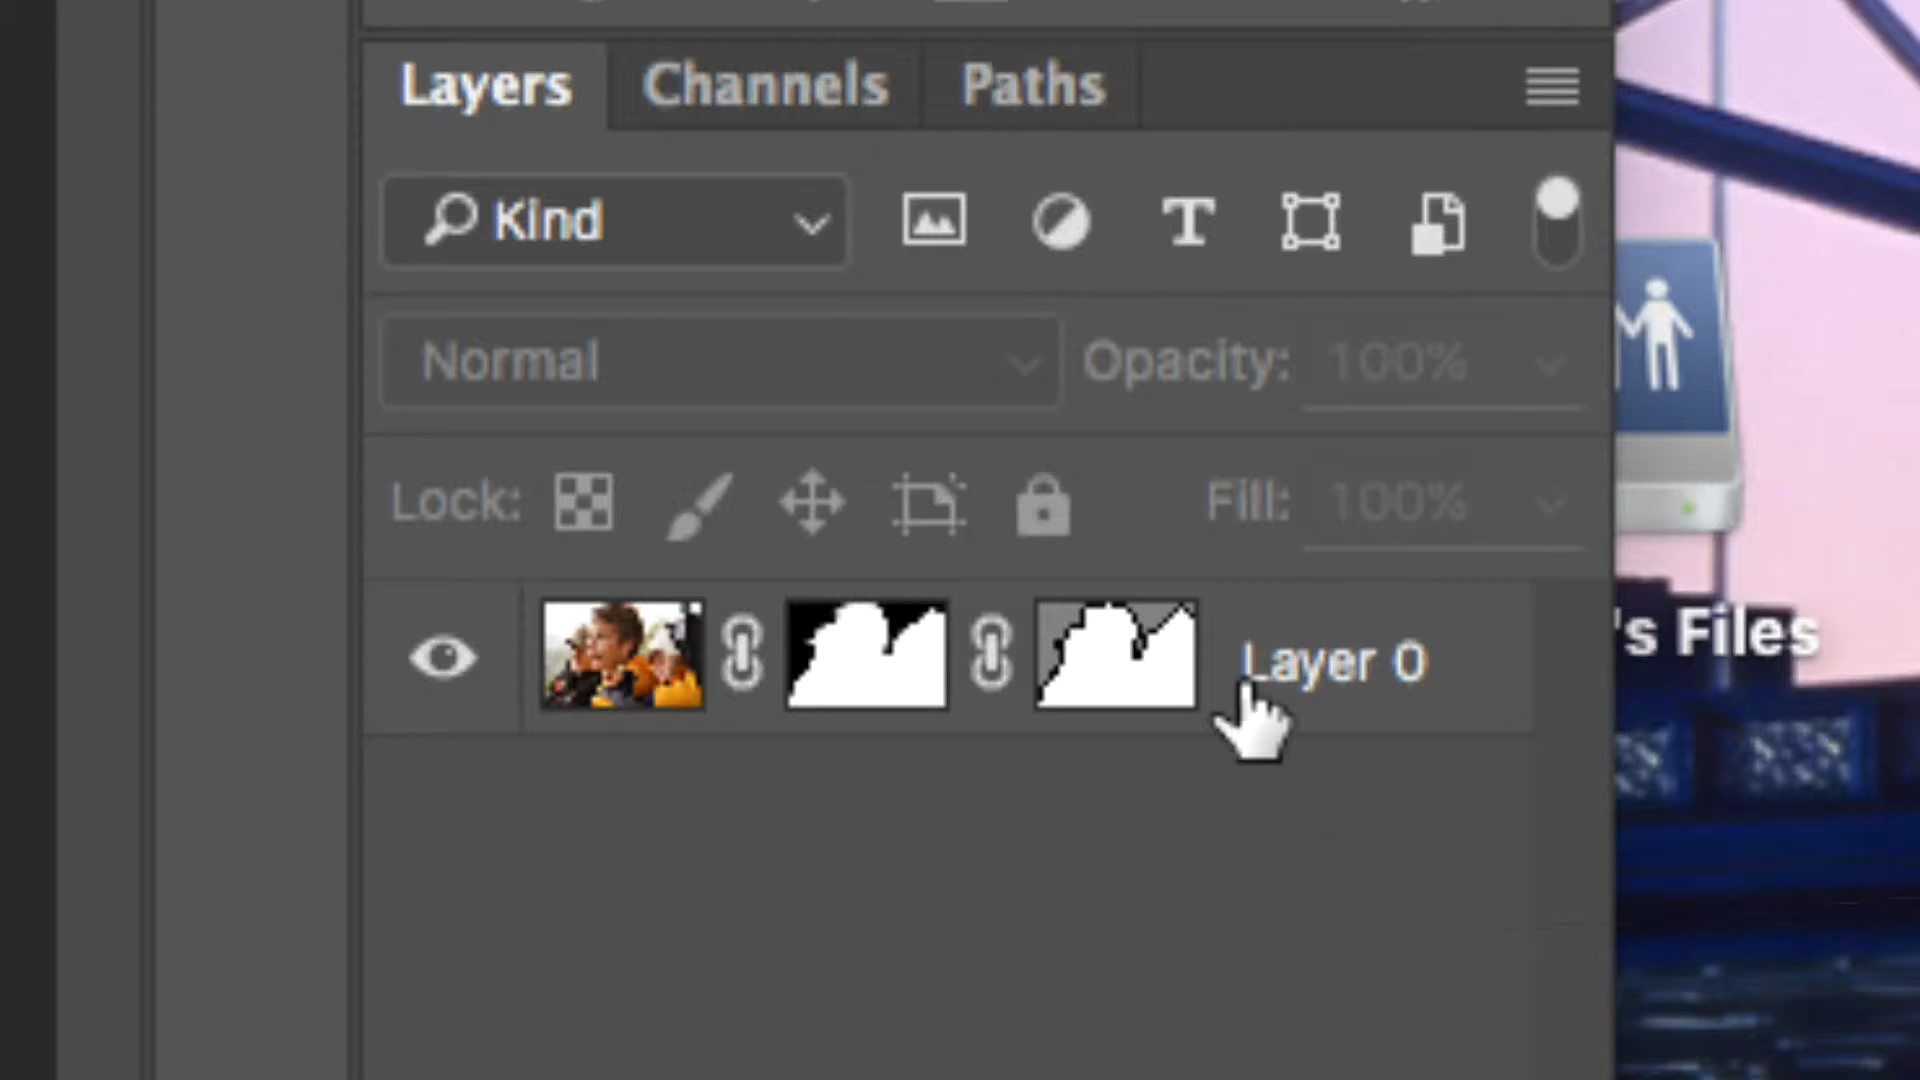 Layers Channels Paths
Kind T
Normal Opacity: 100%
Lock: Fill: 100%
Layer 0
's Files